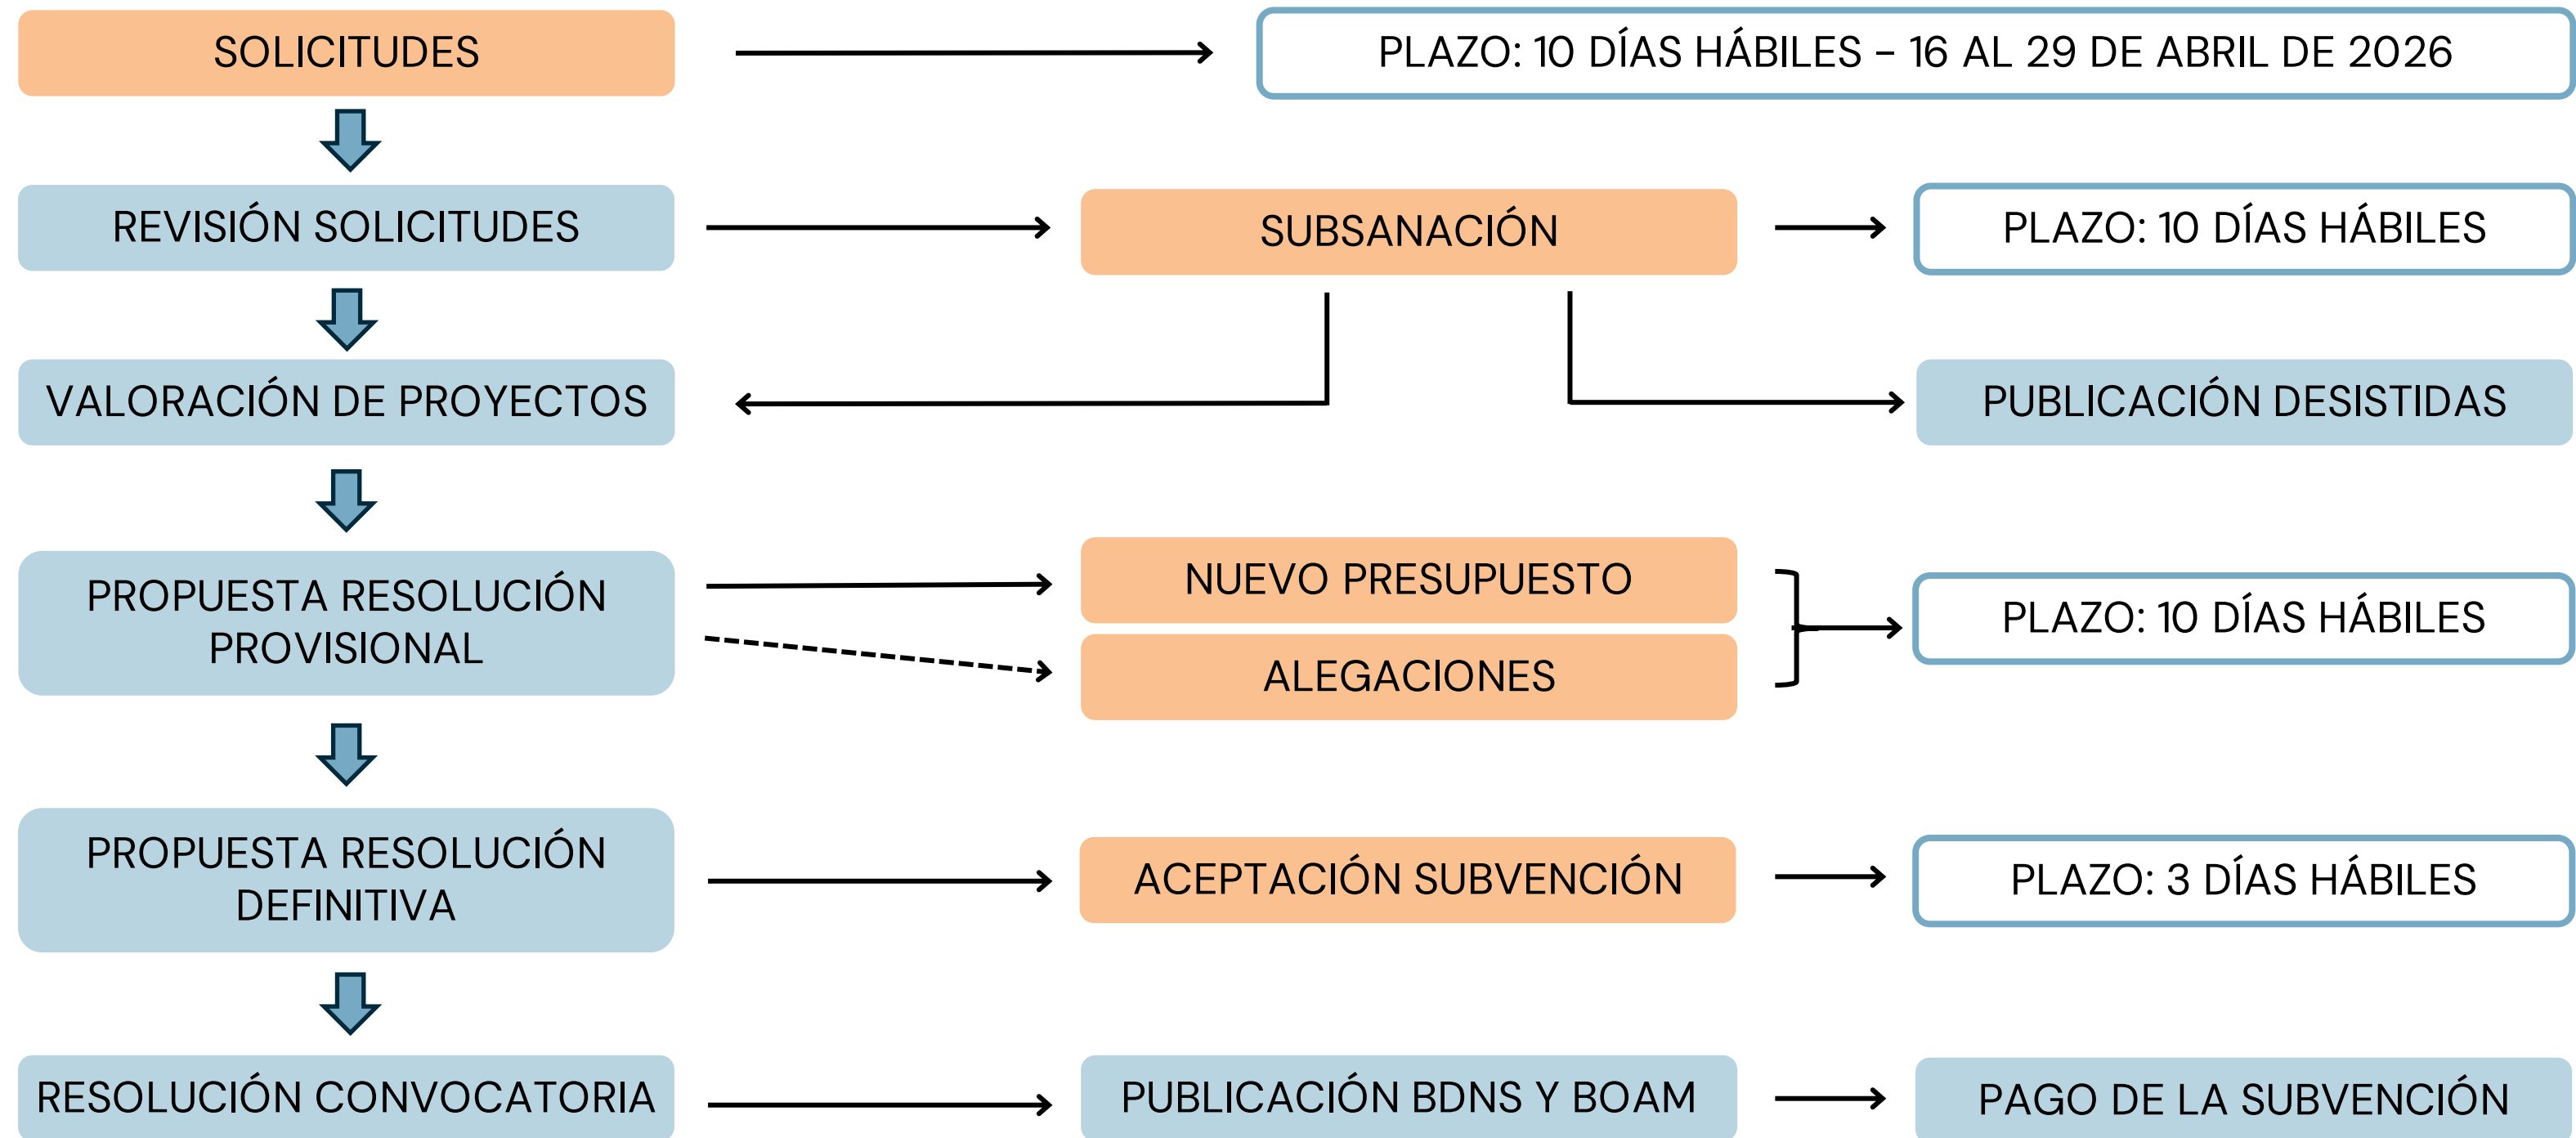 SOLICITUDES
PLAZO: 10 DÍAS HÁBILES - 16 AL 29 DE ABRIL DE 2026
REVISIÓN SOLICITUDES
SUBSANACIÓN
PLAZO: 10 DÍAS HÁBILES
VALORACIÓN DE PROYECTOS
PUBLICACIÓN DESISTIDAS
PROPUESTA RESOLUCIÓN
PROVISIONAL
NUEVO PRESUPUESTO
ALEGACIONES
PLAZO: 10 DÍAS HÁBILES
PROPUESTA RESOLUCIÓN
DEFINITIVA
ACEPTACIÓN SUBVENCIÓN
PLAZO: 3 DÍAS HÁBILES
RESOLUCIÓN CONVOCATORIA
PUBLICACIÓN BDNS Y BOAM
PAGO DE LA SUBVENCIÓN